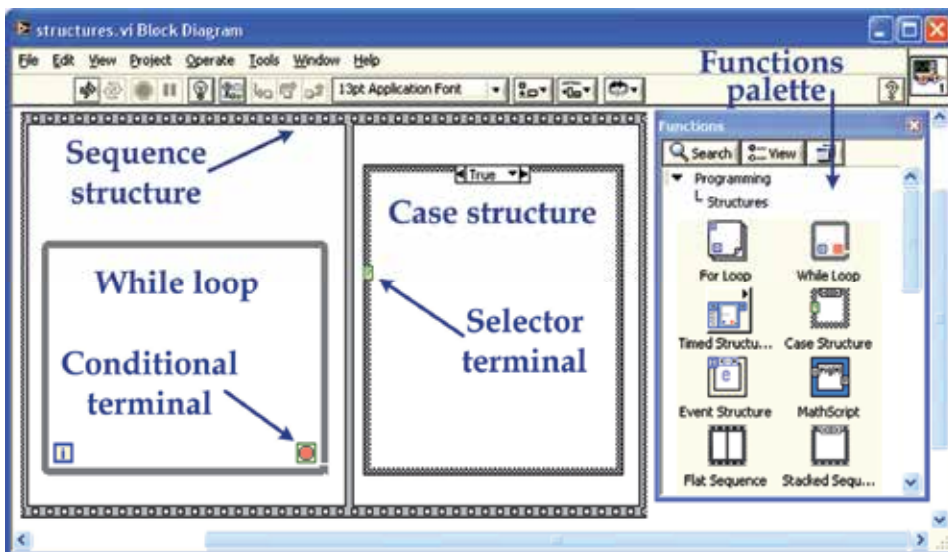 structures.vi Block Diagram
File Edit View Project Operate Tools Window Help
13pt Application Font
Functions
palette
Sequence
structure
True
Case structure
While loop
Selector
terminal
Conditional
terminal
i
Functions
Search View
Programming
Structures
For Loop While Loop
Timed Structu... Case Structure
Event Structure MathScript
Flat Sequence Stacked Sequ...